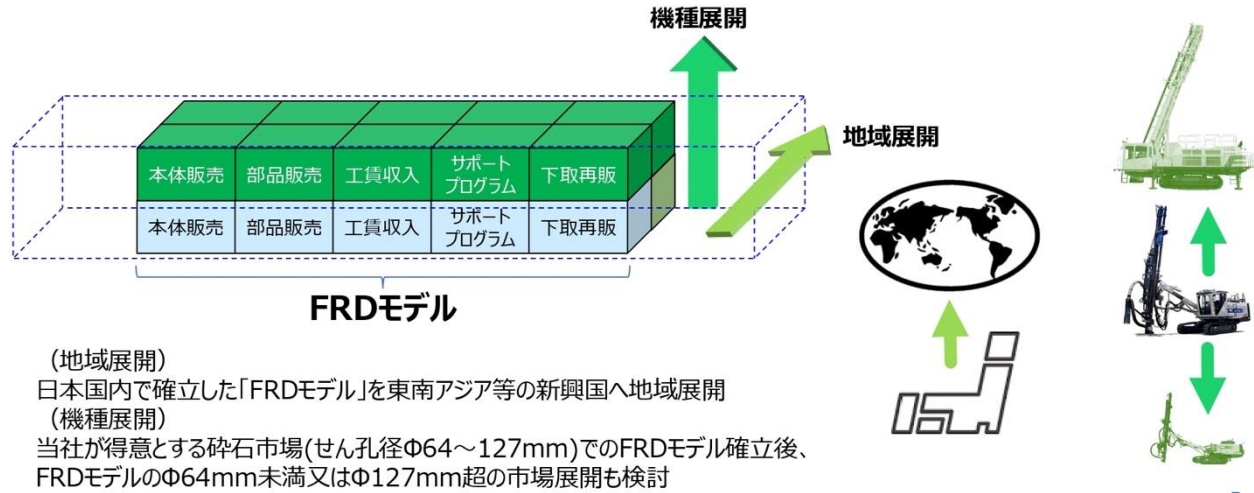 機種展開
地域展開
本体販売
部品販売
工賃収入
サポート
プログラム
下取再販
本体販売
部品販売
工賃収入
サポート
プログラム
下取再販
FRDモデル
(地域展開)
日本国内で確立した「FRDモデル」を東南アジア等の新興国へ地域展開
(機種展開)
当社が得意とする砕石市場(せん孔径Φ64～127mm)でのFRDモデル確立後、
FRDモデルのΦ64mm未満又はΦ127mm超の市場展開も検討